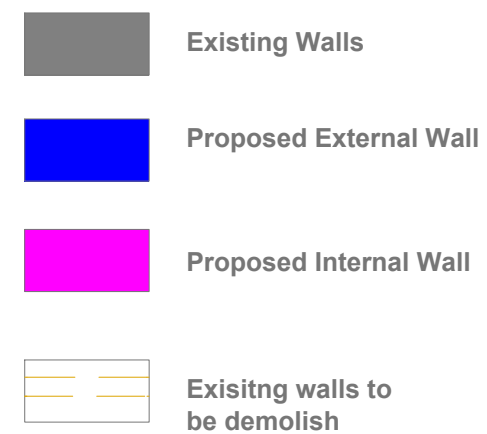 Existing Walls
Proposed External Wall
Proposed Internal Wall
Exisitng walls to
be demolish